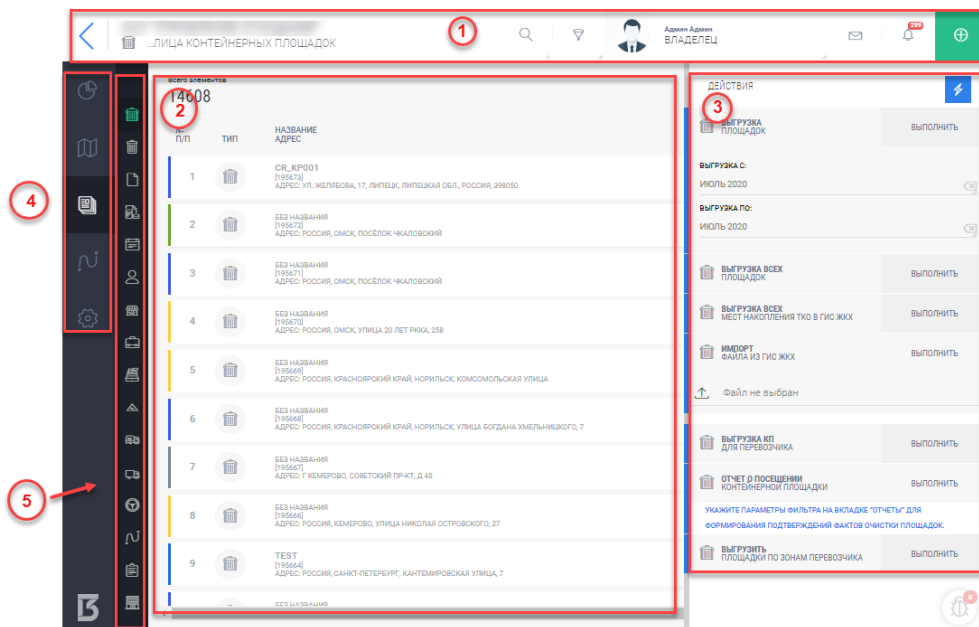 ...ЛИЦА КОНТЕЙНЕРНЫХ ПЛОЩАДОК
1
Админ Админ
ВЛАДЕЛЕЦ
299
Всего элементов
14608
2
№
П/П
ТИП
НАЗВАНИЕ
АДРЕС
1
CR_KP001
[195673]
АДРЕС: УЛ. ЖЕЛЯБОВА, 17, ЛИПЕЦК, ЛИПЕЦКАЯ ОБЛ., РОССИЯ, 398050
2
БЕЗ НАЗВАНИЯ
[195672]
АДРЕС: РОССИЯ, ОМСК, ПОСЁЛОК ЧКАЛОВСКИЙ
3
БЕЗ НАЗВАНИЯ
[195671]
АДРЕС: РОССИЯ, ОМСК, ПОСЁЛОК ЧКАЛОВСКИЙ
4
БЕЗ НАЗВАНИЯ
[195670]
АДРЕС: РОССИЯ, ОМСК, УЛИЦА 20 ЛЕТ РККА, 25В
5
БЕЗ НАЗВАНИЯ
[195669]
АДРЕС: РОССИЯ, КРАСНОЯРСКИЙ КРАЙ, НОРИЛЬСК, КОМСОМОЛЬСКАЯ УЛИЦА
6
БЕЗ НАЗВАНИЯ
[195668]
АДРЕС: РОССИЯ, КРАСНОЯРСКИЙ КРАЙ, НОРИЛЬСК, УЛИЦА БОГДАНА ХМЕЛЬНИЦКОГО, 7
7
БЕЗ НАЗВАНИЯ
[195667]
АДРЕС: Г КЕМЕРОВО, СОВЕТСКИЙ ПР-КТ, Д 45
8
БЕЗ НАЗВАНИЯ
[195666]
АДРЕС: РОССИЯ, КЕМЕРОВО, УЛИЦА НИКОЛАЯ ОСТРОВСКОГО, 27
9
TEST
[195664]
АДРЕС: РОССИЯ, САНКТ-ПЕТЕРБУРГ, КАНТЕМИРОВСКАЯ УЛИЦА, 7
БЕЗ НАЗВАНИЯ
ДЕЙСТВИЯ
3
ВЫГРУЗКА
ПЛОЩАДОК
ВЫПОЛНИТЬ
ВЫГРУЗКА С:
ИЮЛЬ 2020
ВЫГРУЗКА ПО:
ИЮЛЬ 2020
ВЫГРУЗКА ВСЕХ
ПЛОЩАДОК
ВЫПОЛНИТЬ
ВЫГРУЗКА ВСЕХ
МЕСТ НАКОПЛЕНИЯ ТКО В ГИС ЖКХ
ВЫПОЛНИТЬ
ИМПОРТ
ФАЙЛА ИЗ ГИС ЖКХ
ВЫПОЛНИТЬ
Файл не выбран
ВЫГРУЗКА КП
ДЛЯ ПЕРЕВОЗЧИКА
ВЫПОЛНИТЬ
ОТЧЕТ О ПОСЕЩЕНИИ
КОНТЕЙНЕРНОЙ ПЛОЩАДКИ
ВЫПОЛНИТЬ
УКАЖИТЕ ПАРАМЕТРЫ ФИЛЬТРА НА ВКЛАДКЕ "ОТЧЕТЫ" ДЛЯ
ФОРМИРОВАНИЯ ПОДТВЕРЖДЕНИЙ ФАКТОВ ОЧИСТКИ ПЛОЩАДОК.
ВЫГРУЗИТЬ
ПЛОЩАДКИ ПО ЗОНАМ ПЕРЕВОЗЧИКА
ВЫПОЛНИТЬ
4
5
0